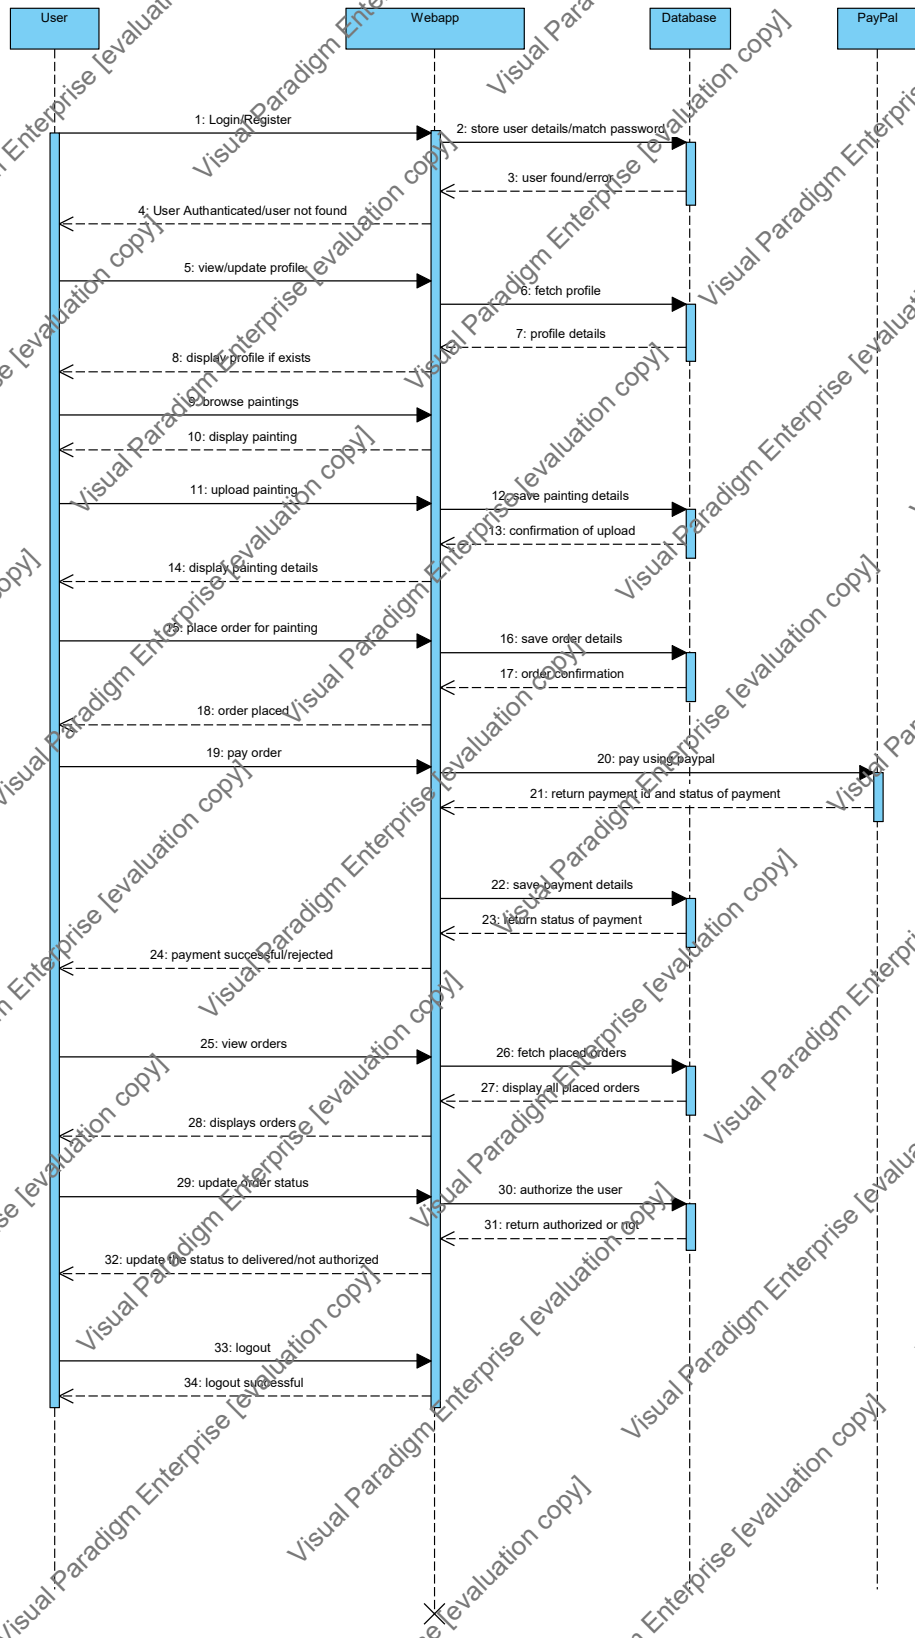 User
Webapp
Database
PayPal
1: Login/Register
2: store user details/match password
3: user found/error
4: User Authanticated/user not found
5: view/update profile
6: fetch profile
7: profile details
8: display profile if exists
9: browse paintings
10: display painting
11: upload painting
12: save painting details
13: confirmation of upload
14: display painting details
15: place order for painting
16: save order details
17: order confirmation
18: order placed
19: pay order
20: pay using paypal
21: return payment id and status of payment
22: save payment details
23: return status of payment
24: payment successful/rejected
25: view orders
26: fetch placed orders
27: display all placed orders
28: displays orders
29: update order status
30: authorize the user
31: return authorized or not
32: update the status to delivered/not authorized
33: logout
34: logout successful
Visual Paradigm Enterprise [evaluation copy]